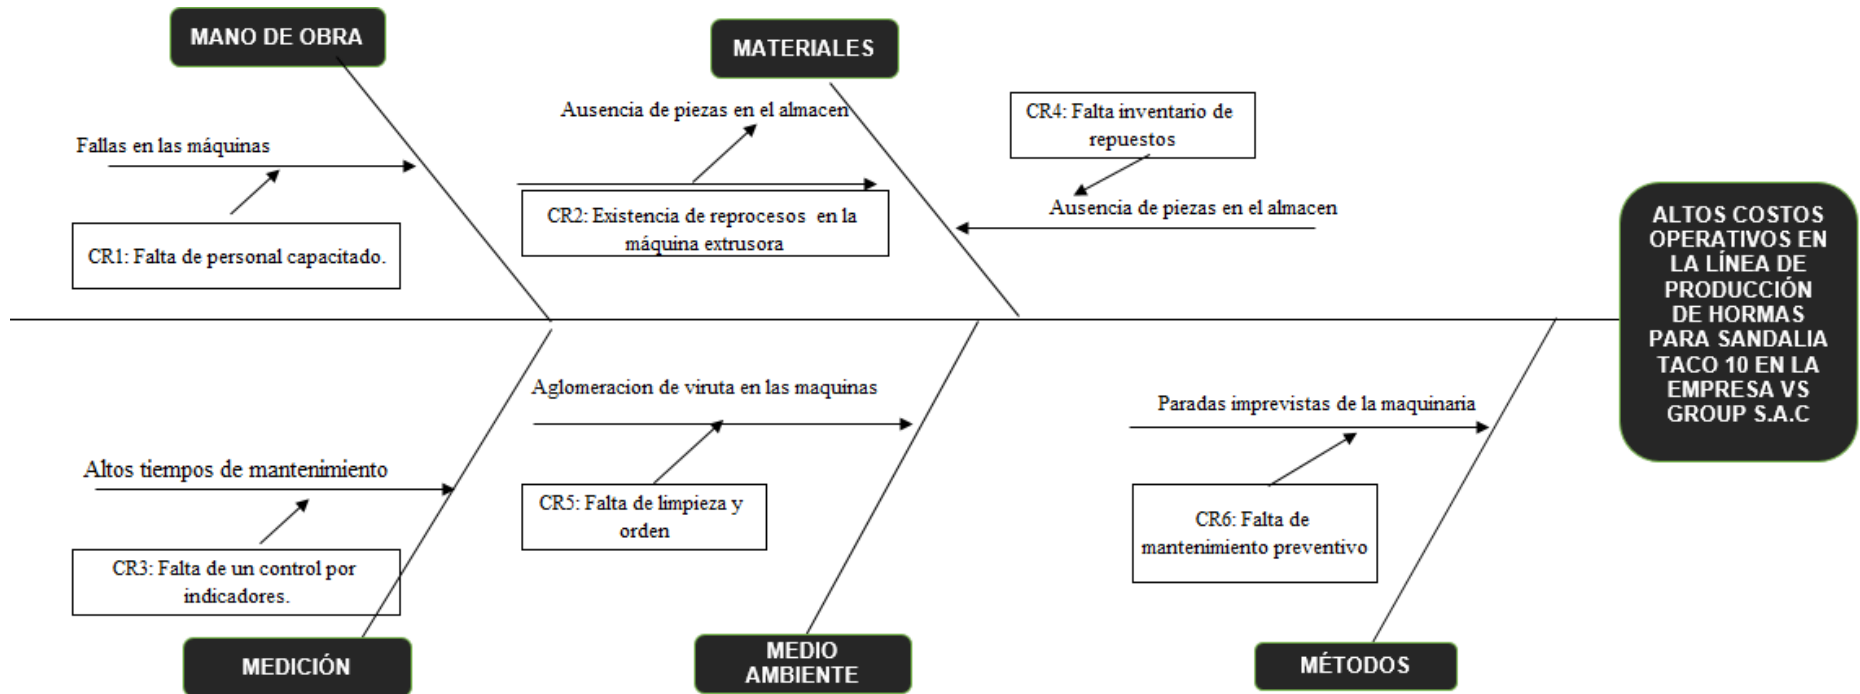 MANO DE OBRA
MATERIALES
Fallas en las máquinas
CR1: Falta de personal capacitado.
Ausencia de piezas en el almacen
CR2: Existencia de reprocesos en la
máquina extrusora
CR4: Falta inventario de
repuestos
Ausencia de piezas en el almacen
ALTOS COSTOS
OPERATIVOS EN
LA LÍNEA DE
PRODUCCIÓN
DE HORMAS
PARA SANDALIA
TACO 10 EN LA
EMPRESA VS
GROUP S.A.C
Altos tiempos de mantenimiento
CR3: Falta de un control por
indicadores.
Aglomeracion de viruta en las maquinas
CR5: Falta de limpieza y
orden
Paradas imprevistas de la maquinaria
CR6: Falta de
mantenimiento preventivo
MEDICIÓN
MEDIO
AMBIENTE
MÉTODOS